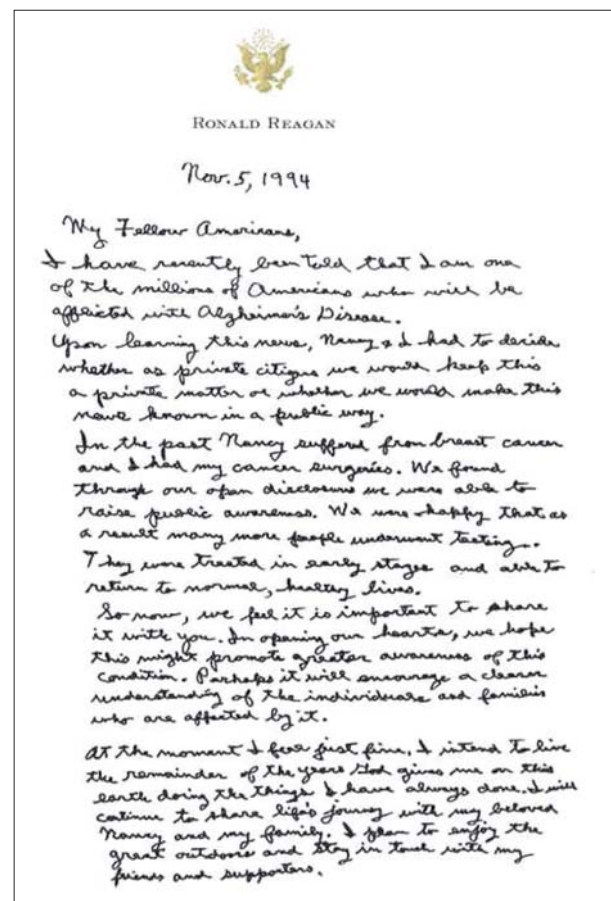 RONALD REAGAN
Nov. 5, 1994
My Fellow Americans,
I have recently been told that I am one
of the millions of Americans who will be
afflicted with Alzheimer's Disease.
Upon learning this news, Nancy & I had to decide
whether as private citizens we would keep this
a private matter or whether we would make this
news known in a public way.
In the past Nancy suffered from breast cancer
and I had my cancer surgeries. We found
through our open disclosures we were able to
raise public awareness. We were happy that as
a result many more people underwent testing.
They were treated in early stages and able to
return to normal, healthy lives.
So now, we feel it is important to share
it with you. In opening our hearts, we hope
this might promote greater awareness of this
condition. Perhaps it will encourage a clearer
understanding of the individuals and families
who are affected by it.
At the moment I feel just fine. I intend to live
the remainder of the years God gives me on this
earth doing the things I have always done. I will
continue to share life's journey with my beloved
Nancy and my family. I plan to enjoy the
great outdoors and stay in touch with my
friends and supporters.